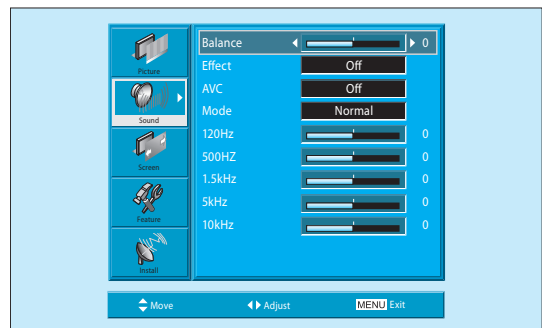 Picture
Sound
Screen
Feature
Install
Balance 0
Effect Off
AVC Off
Mode Normal
120Hz 0
500HZ 0
1.5kHz 0
5kHz 0
10kHz 0
Move Adjust MENU Exit